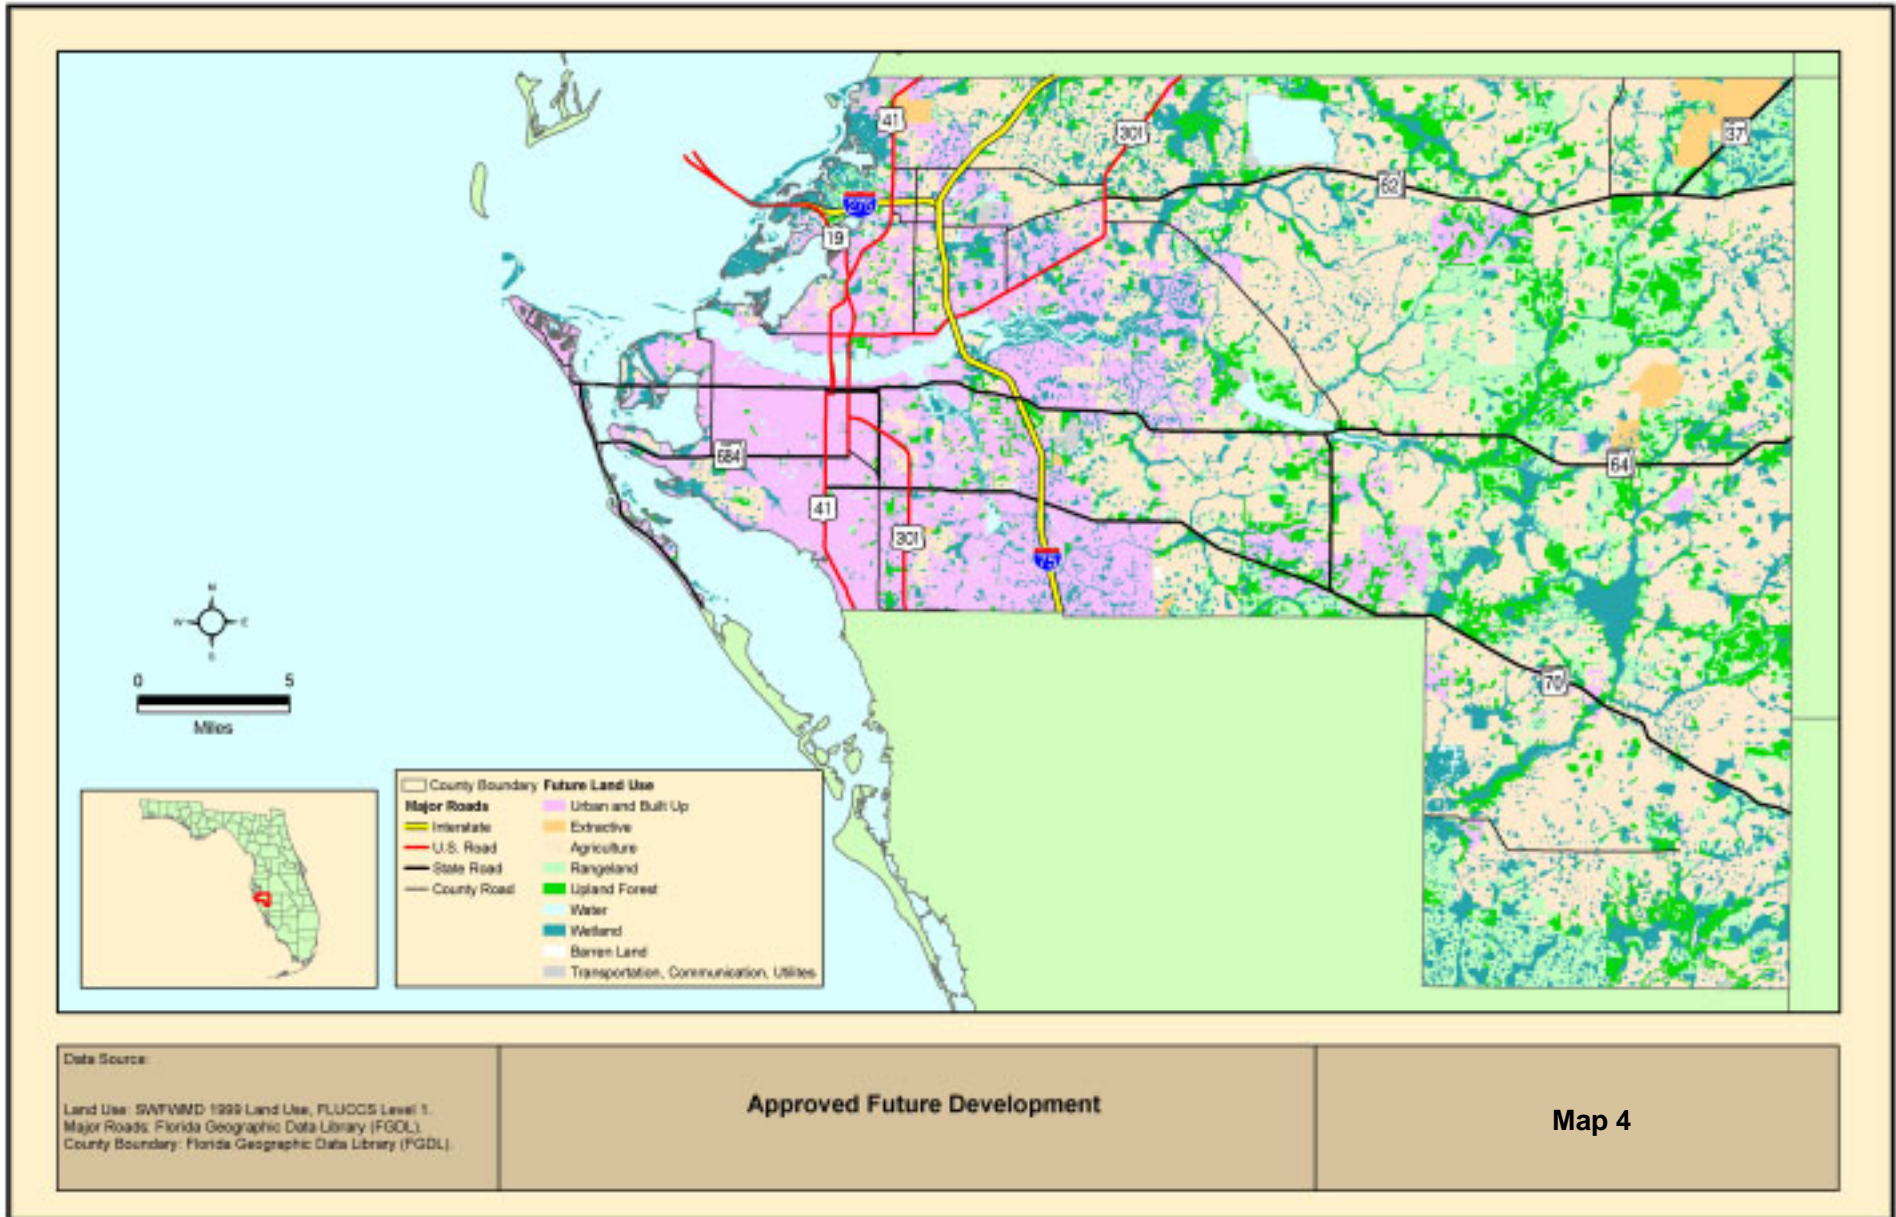 41
301
37
62
275
19
684
64
41
301
75
70
N
W E
S
0 5
Miles
County Boundary
Major Roads
Interstate
U.S. Road
State Road
County Road
Future Land Use
Urban and Built Up
Extractive
Agriculture
Rangeland
Upland Forest
Water
Wetland
Barren Land
Transportation, Communication, Utilites
Data Source:
Land Use: SWFWMD 1999 Land Use, FLUCCS Level 1.
Major Roads: Florida Geographic Data Library (FGDL).
County Boundary: Florida Geographic Data Library (FGDL).
Approved Future Development
Map 4